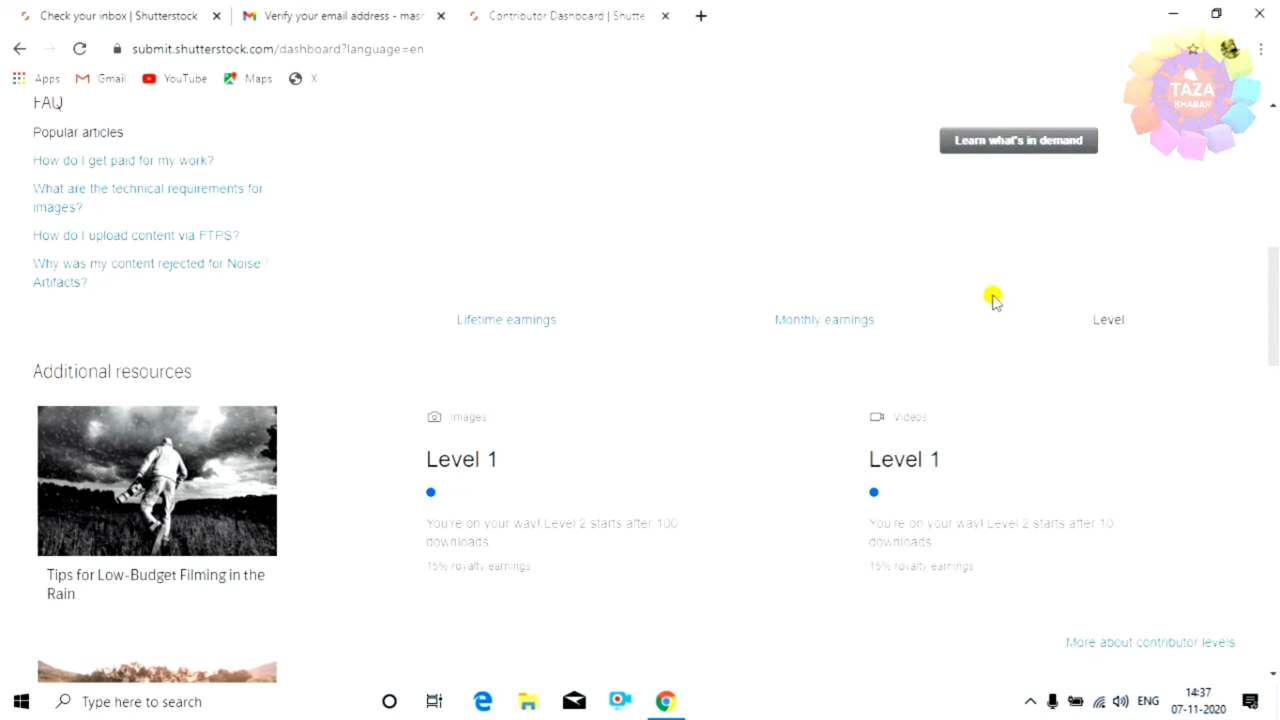 Check your inbox | Shutterstock
Verify your email address - mas
Contributor Dashboard | Shutte
submit.shutterstock.com/dashboard?language=en
Apps
Gmail
YouTube
Maps
X
TAZA
KHABAR
FAQ
Popular articles
Learn what's in demand
How do I get paid for my work?
What are the technical requirements for
images?
How do I upload content via FTPS?
Why was my content rejected for Noise /
Artifacts?
Lifetime earnings
Monthly earnings
Level
Additional resources
Images
Videos
Level 1
Level 1
You're on your way! Level 2 starts after 100
downloads.
You're on your way! Level 2 starts after 10
downloads.
15% royalty earnings
15% royalty earnings
Tips for Low-Budget Filming in the
Rain
More about contributor levels
Type here to search
ENG
14:37
07-11-2020